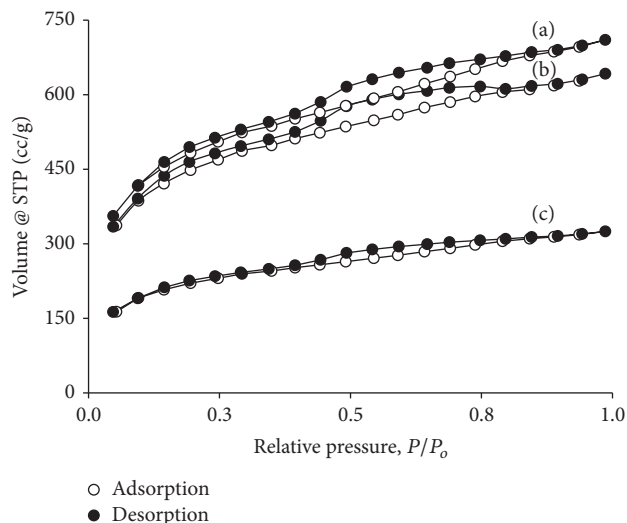 750
600
450
300
150
0
Volume @ STP (cc/g)
(a)
(b)
(c)
0.0 0.3 0.5 0.8 1.0
Relative pressure, P/Po
Adsorption
Desorption